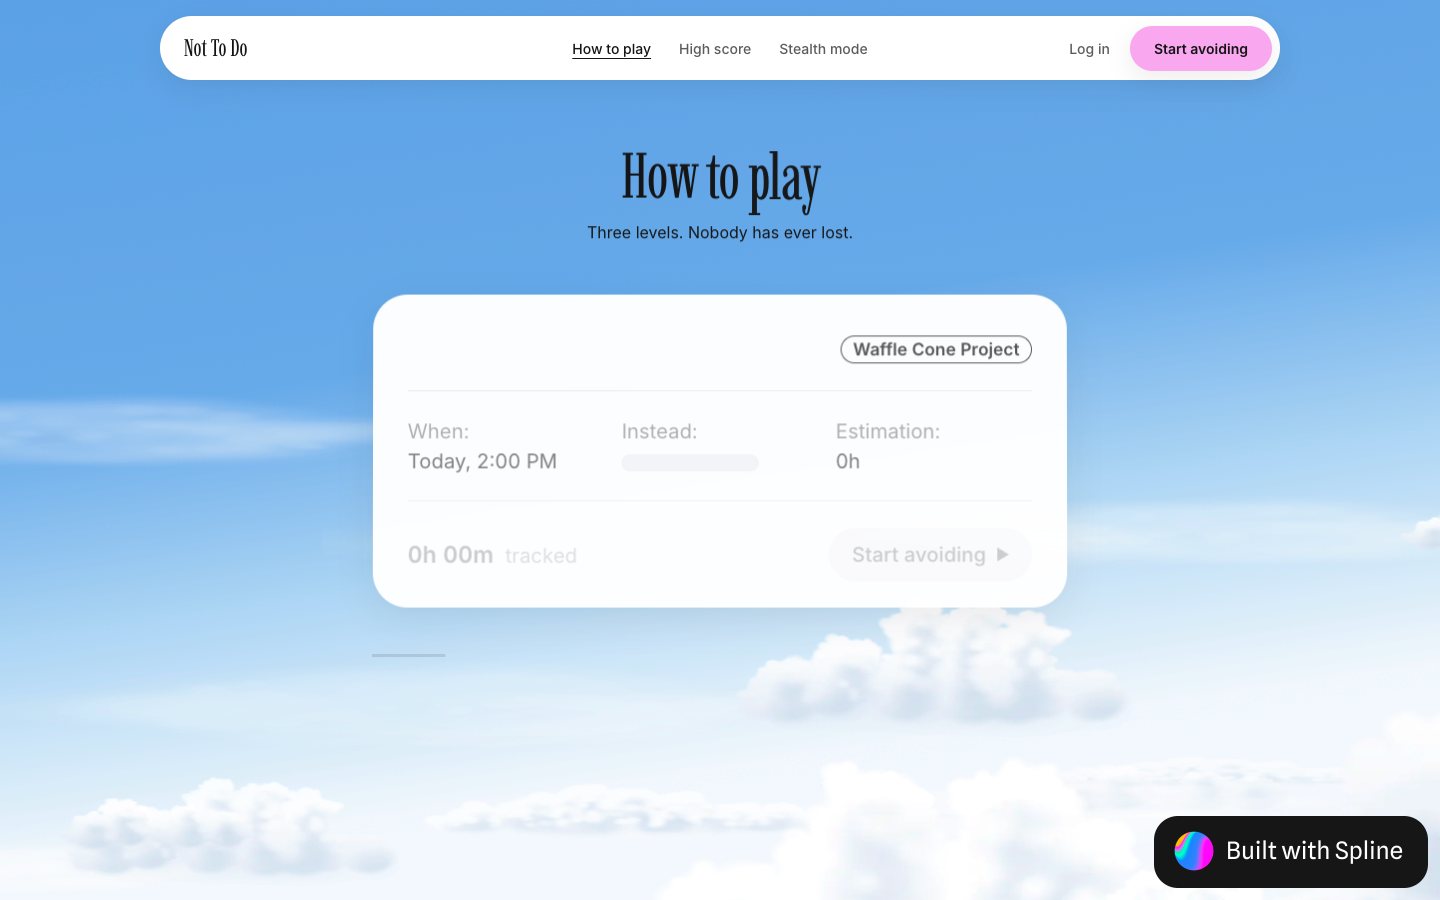 Not To Do
How to play
High score
Stealth mode
Log in
Start avoiding
How to play
Three levels. Nobody has ever lost.
Waffle Cone Project
When:
Today, 2:00 PM
Instead:
Estimation:
0h
0h 00m tracked
Start avoiding
Built with Spline